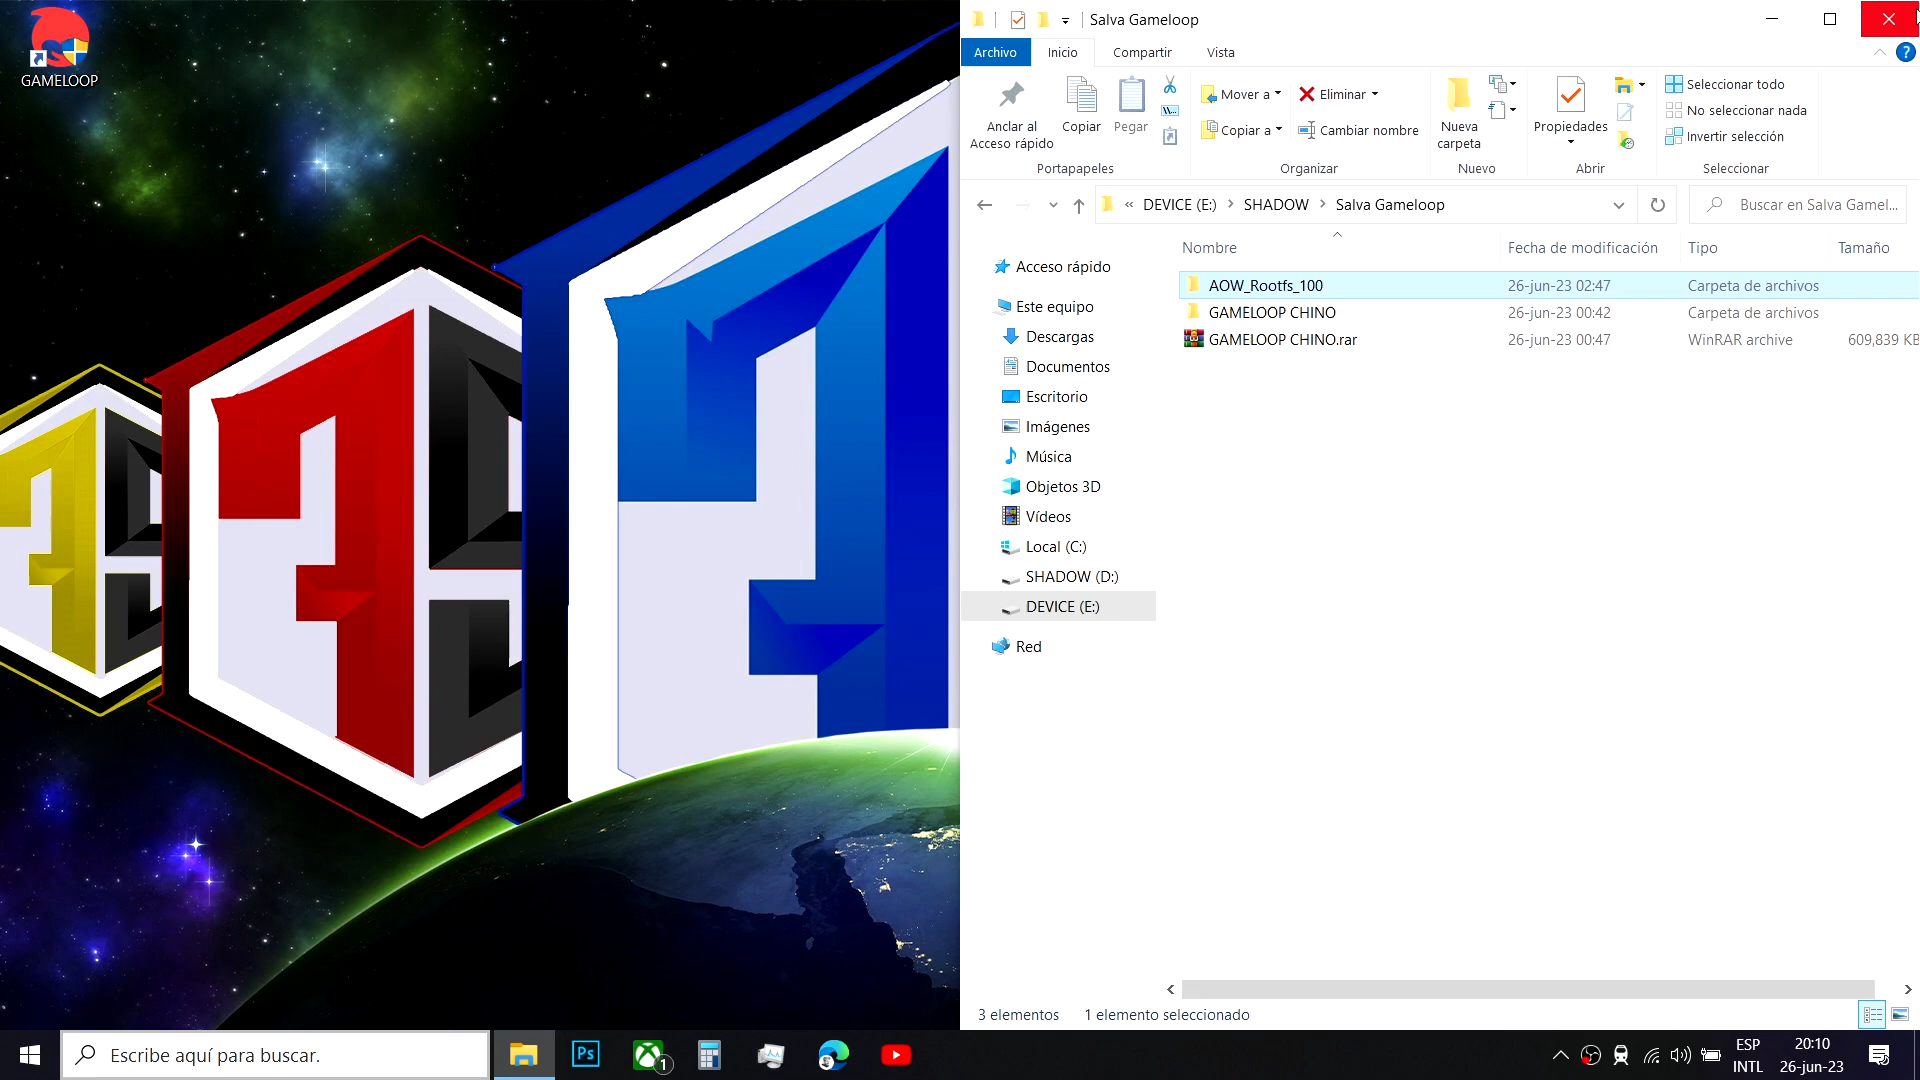 GAMELOOP
Salva Gameloop
Archivo
Inicio
Compartir
Vista
Anclar al
Acceso rápido
Copiar
Pegar
Portapapeles
Mover a
Copiar a
Eliminar
Cambiar nombre
Organizar
Nueva
carpeta
Nuevo
Propiedades
Abrir
Seleccionar todo
No seleccionar nada
Invertir selección
Seleccionar
« DEVICE (E:) > SHADOW > Salva Gameloop
Buscar en Salva Gamel...
Nombre
Fecha de modificación
Tipo
Tamaño
AOW_Rootfs_100 26-jun-23 02:47 Carpeta de archivos
GAMELOOP CHINO 26-jun-23 00:42 Carpeta de archivos
GAMELOOP CHINO.rar 26-jun-23 00:47 WinRAR archive 609,839 KB
Acceso rápido
Este equipo
Descargas
Documentos
Escritorio
Imágenes
Música
Objetos 3D
Vídeos
Local (C:)
SHADOW (D:)
DEVICE (E:)
Red
3 elementos 1 elemento seleccionado
Escribe aquí para buscar.
Ps
1
ESP
INTL
20:10
26-jun-23